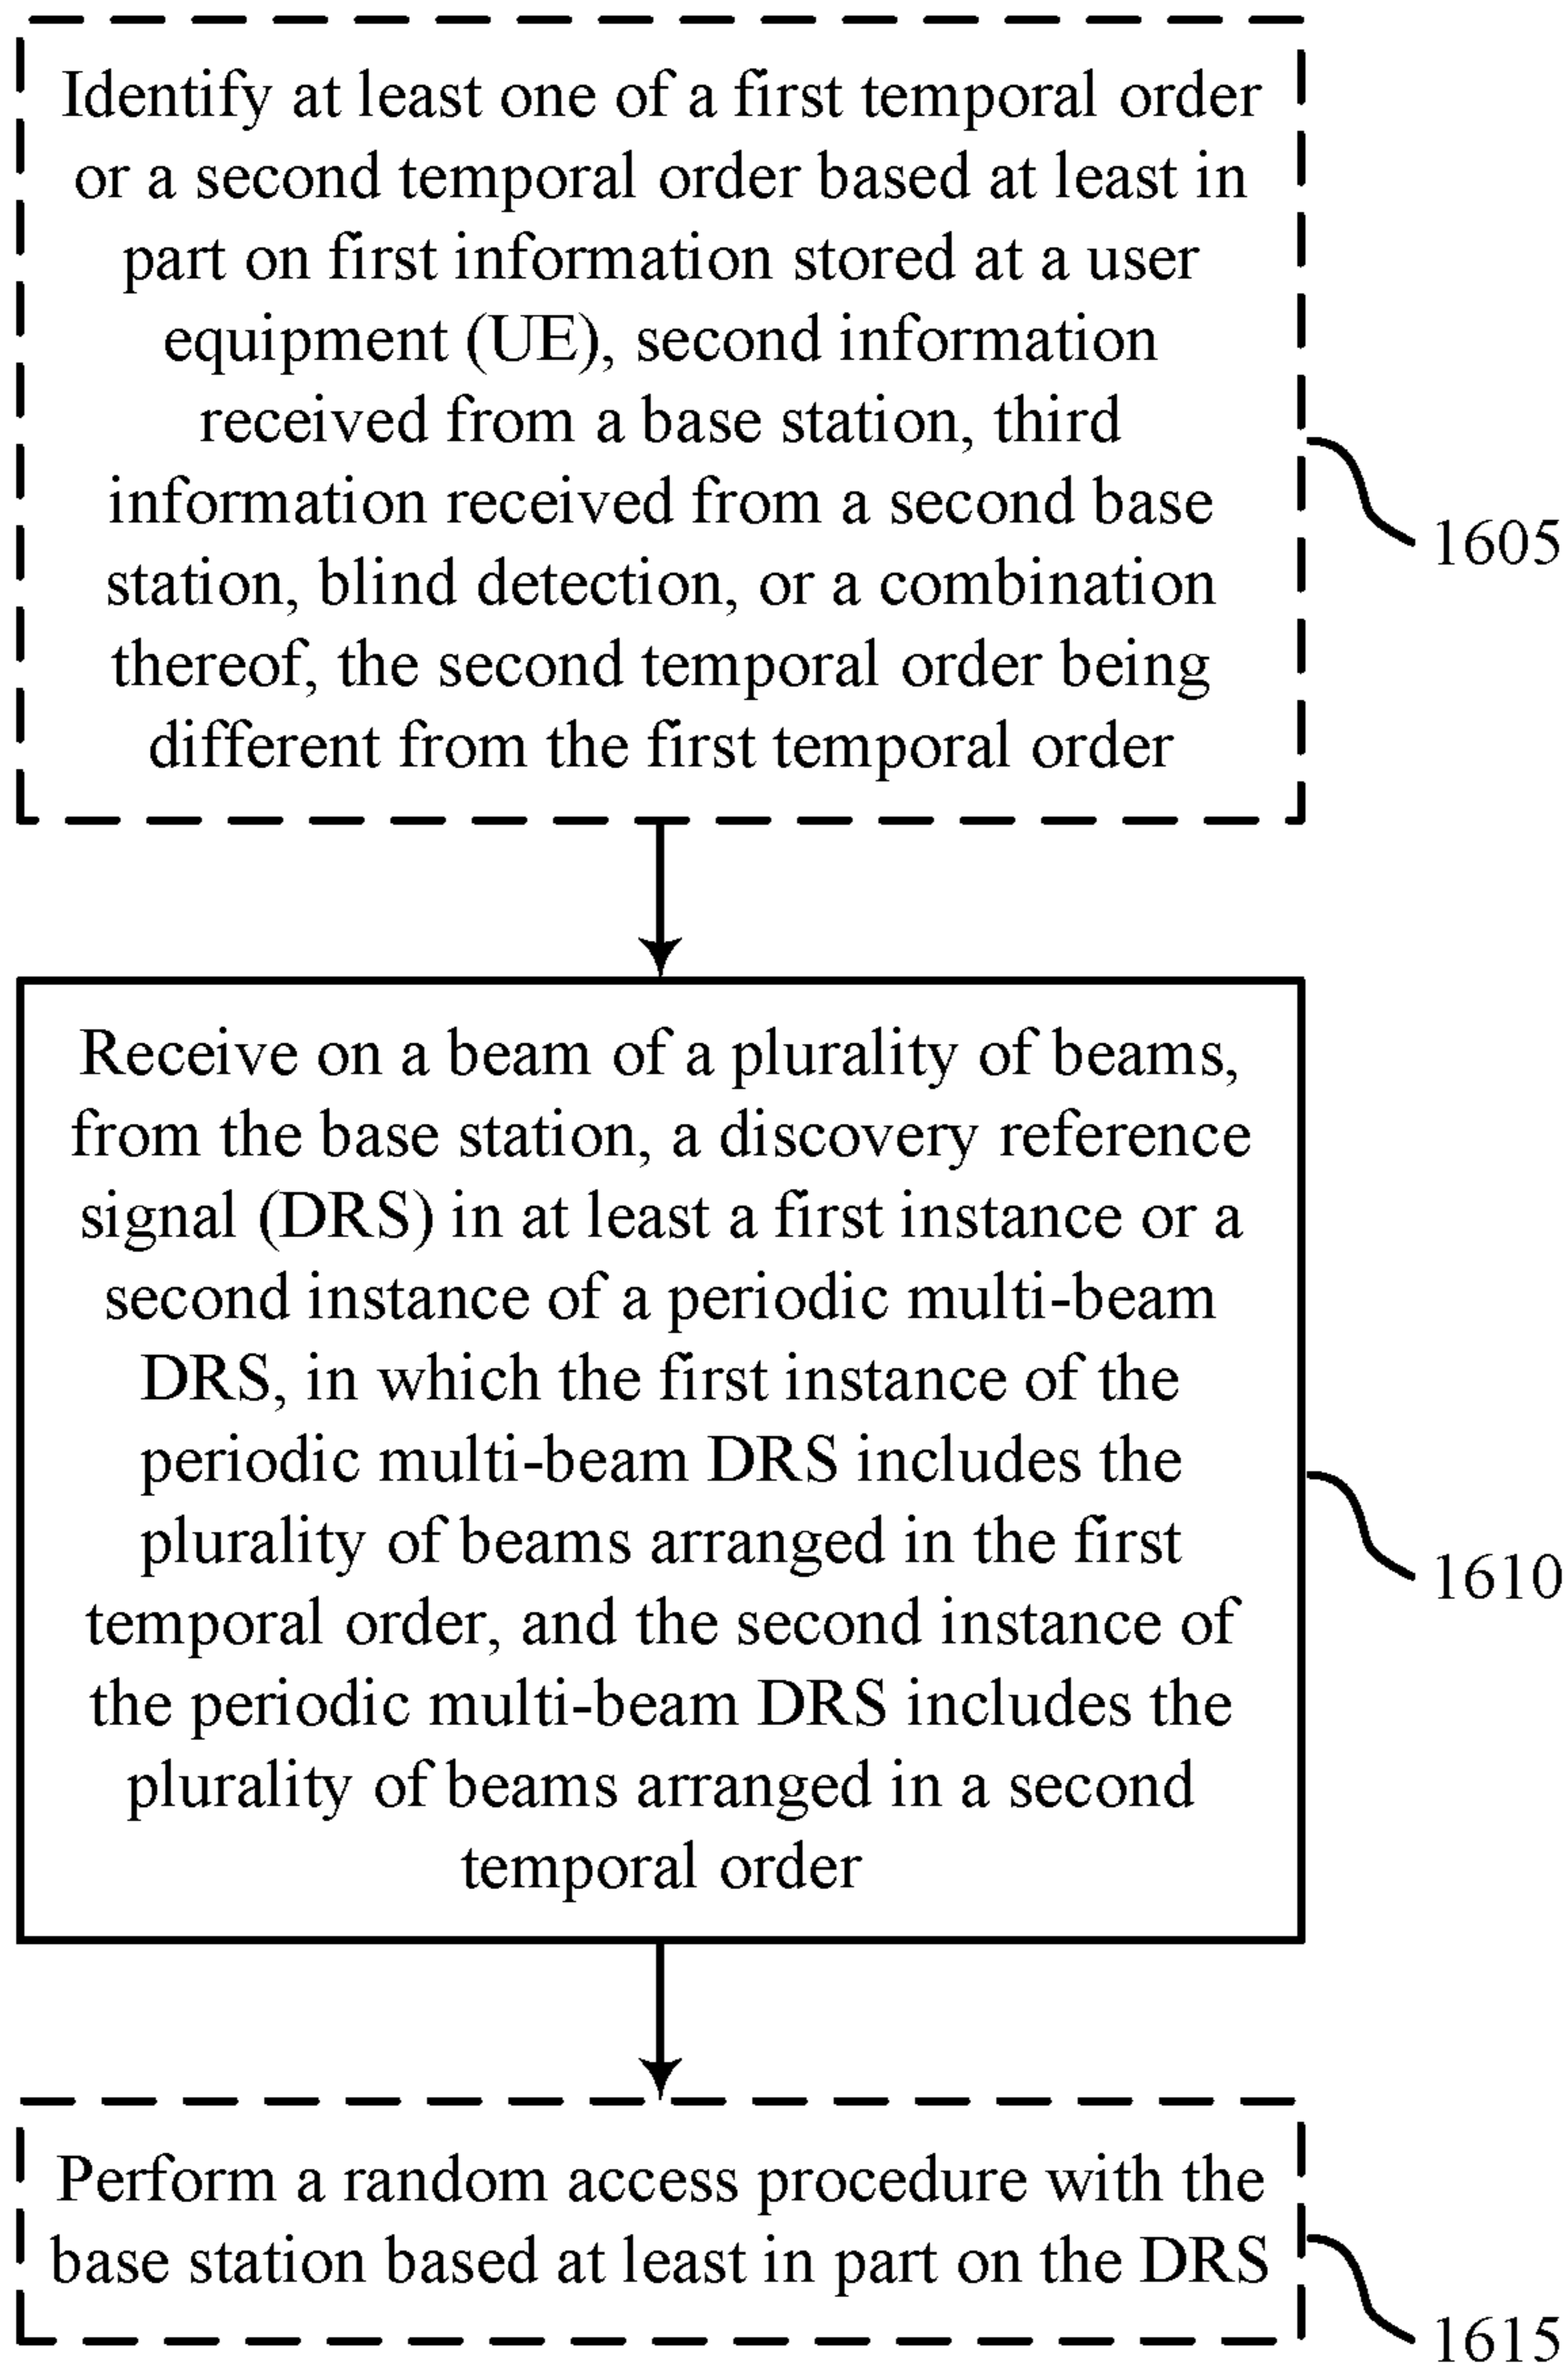 Identify at least one of a first temporal order
or a second temporal order based at least in
part on first information stored at a user
equipment (UE), second information
received from a base station, third
information received from a second base
station, blind detection, or a combination
thereof, the second temporal order being
different from the first temporal order
1605
Receive on a beam of a plurality of beams,
from the base station, a discovery reference
signal (DRS) in at least a first instance or a
second instance of a periodic multi-beam
DRS, in which the first instance of the
periodic multi-beam DRS includes the
plurality of beams arranged in the first
temporal order, and the second instance of
the periodic multi-beam DRS includes the
plurality of beams arranged in a second
temporal order
1610
Perform a random access procedure with the
base station based at least in part on the DRS
1615